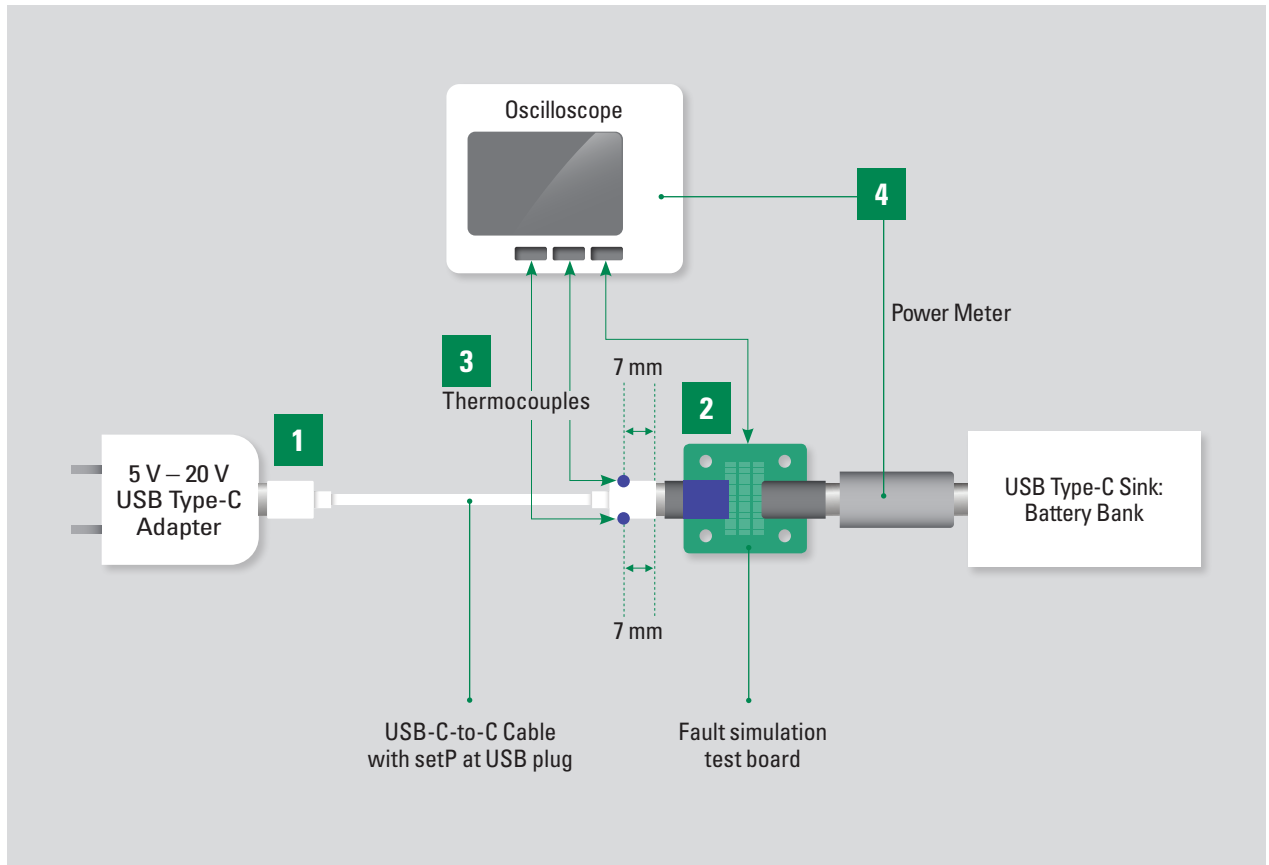 Oscilloscope
4
Power Meter
3
Thermocouples
7 mm
2
1
5 V – 20 V
USB Type-C
Adapter
USB Type-C Sink:
Battery Bank
7 mm
USB-C-to-C Cable
with setP at USB plug
Fault simulation
test board